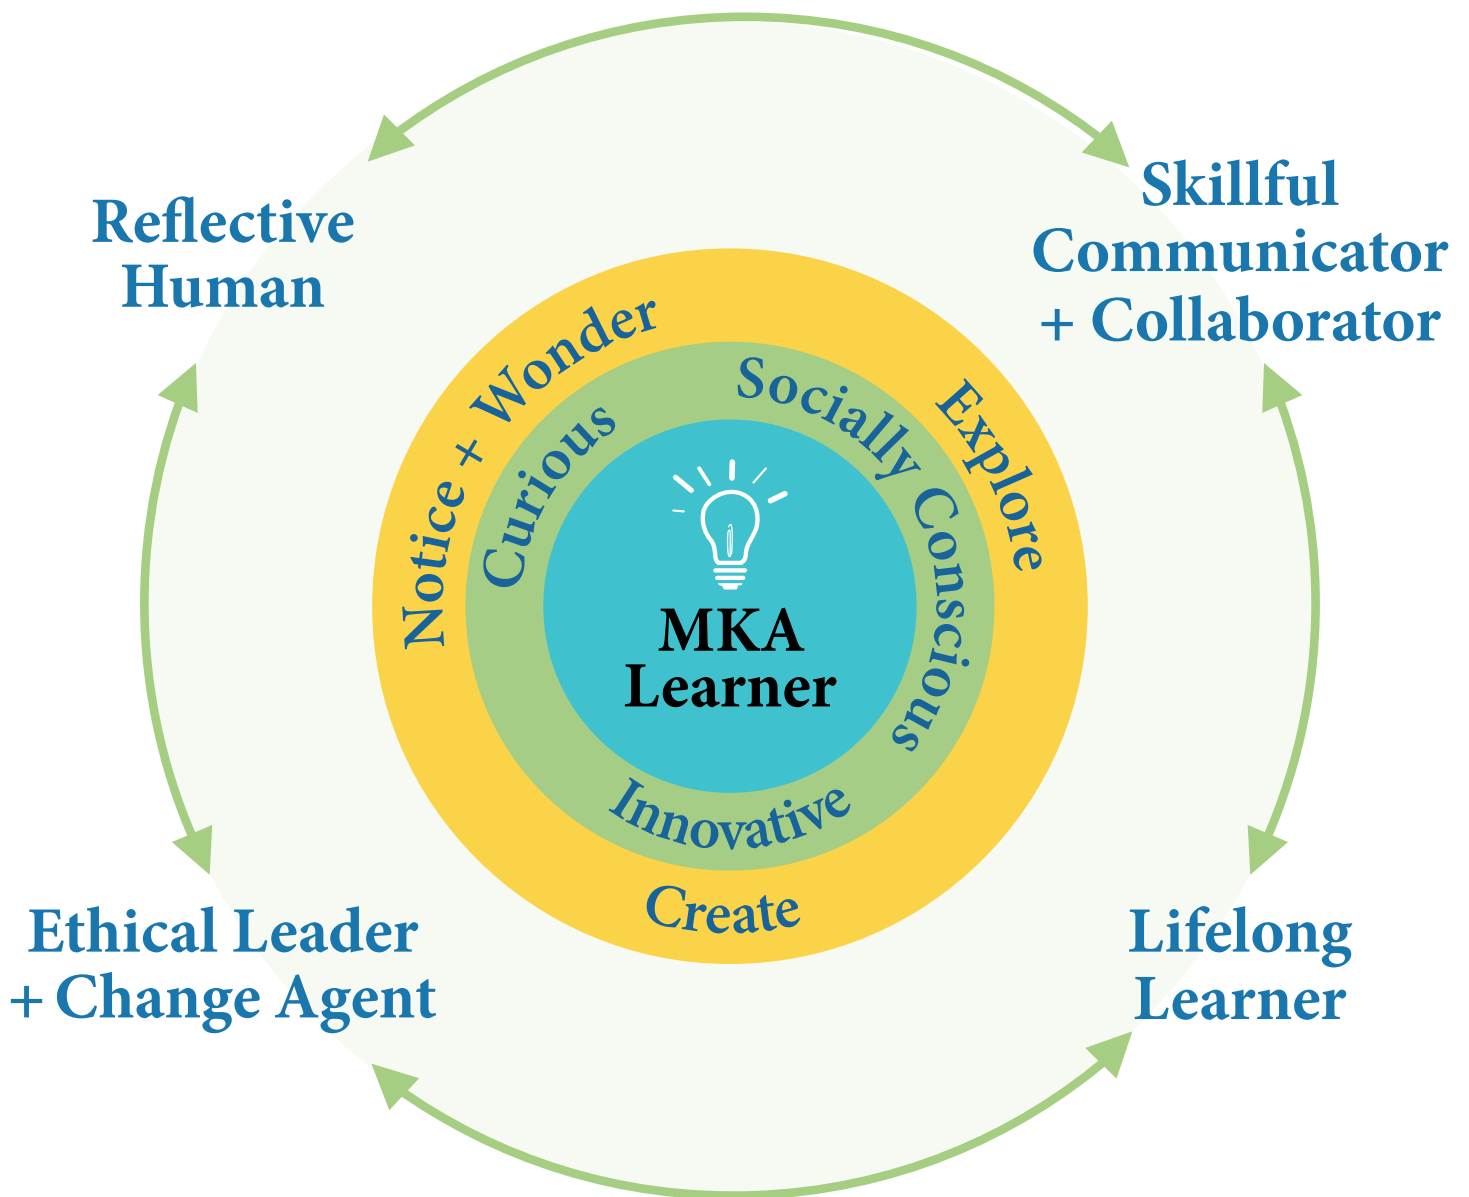 Reflective
Human
Skillful
Communicator
+ Collaborator
Notice + Wonder
Explore
Create
Curious
Socially Conscious
Innovative
MKA
Learner
Ethical Leader
+ Change Agent
Lifelong
Learner